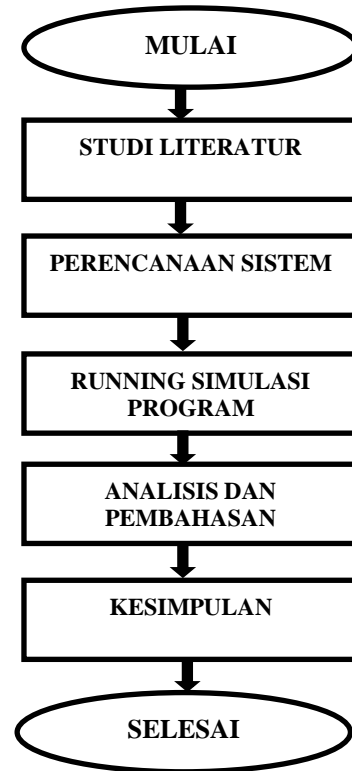 MULAI
STUDI LITERATUR
PERENCANAAN SISTEM
RUNNING SIMULASI
PROGRAM
ANALISIS DAN
PEMBAHASAN
KESIMPULAN
SELESAI